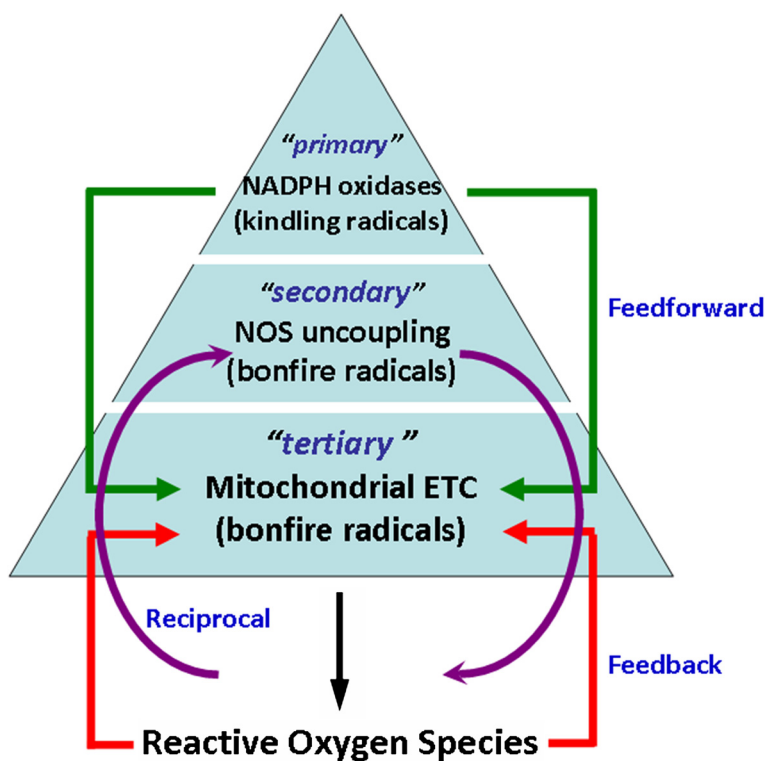 “primary”
NADPH oxidases
(kindling radicals)
“secondary”
Feedforward
NOS uncoupling
(bonfire radicals)
“tertiary ”
Mitochondrial ETC
(bonfire radicals)
Reciprocal
Feedback
Reactive Oxygen Species